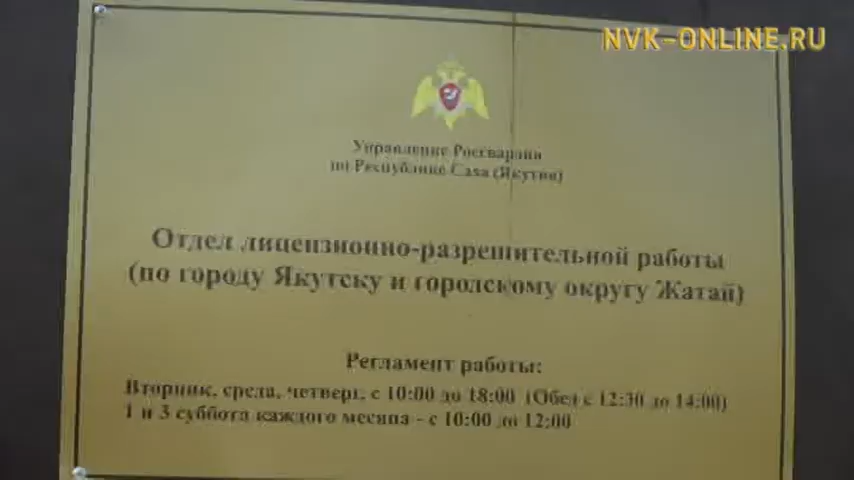 NVK-ONLINE.RU
Управление Росгвардии
по Республике Саха (Якутия)
Отдел лицензионно-разрешительной работы
(по городу Якутску и городскому округу Жатай)
Регламент работы:
Вторник, среда, четверг, с 10:00 до 18:00 (Обед с 12:30 до 14:00)
1 и 3 суббота каждого месяца - с 10:00 до 12:00